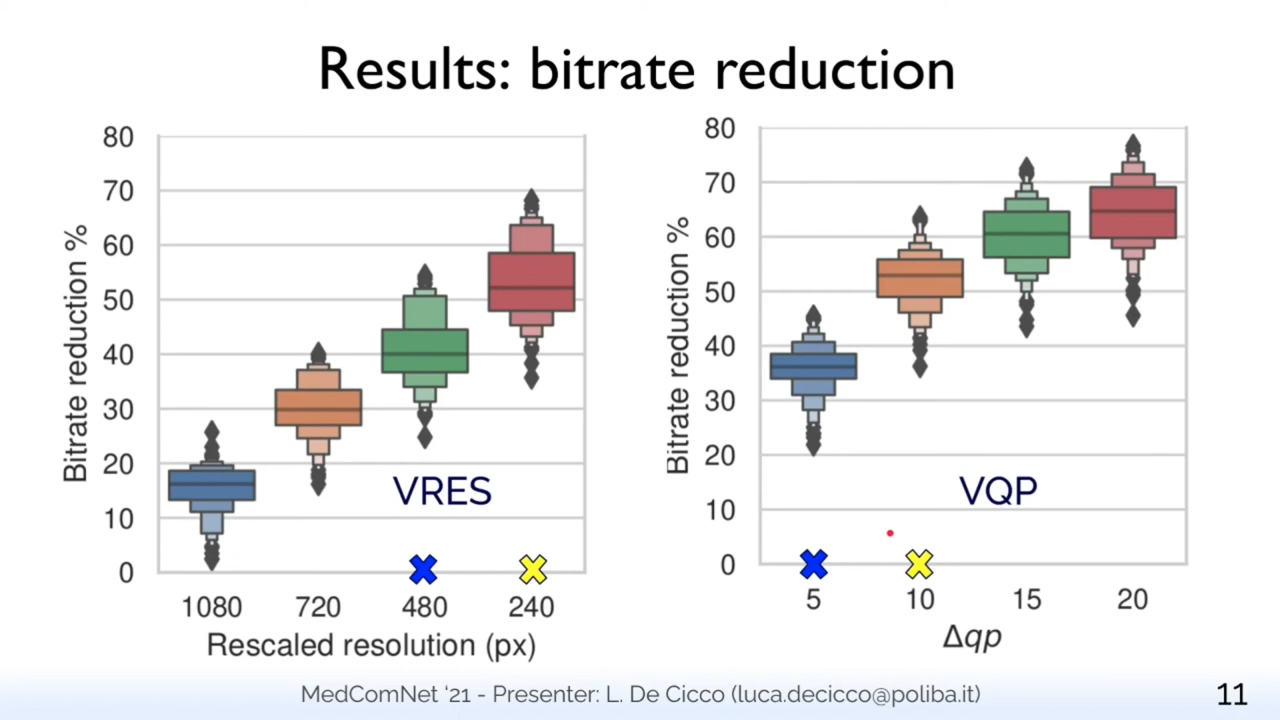 Results: bitrate reduction
80
70
60
50
40
30
20
10
0
Bitrate reduction %
VRES
1080 720 480 240
Rescaled resolution (px)
80
70
60
50
40
30
20
10
0
Bitrate reduction %
VQP
5 10 15 20
Δqp
MedComNet ‘21 - Presenter: L. De Cicco (luca.decicco@poliba.it)
11